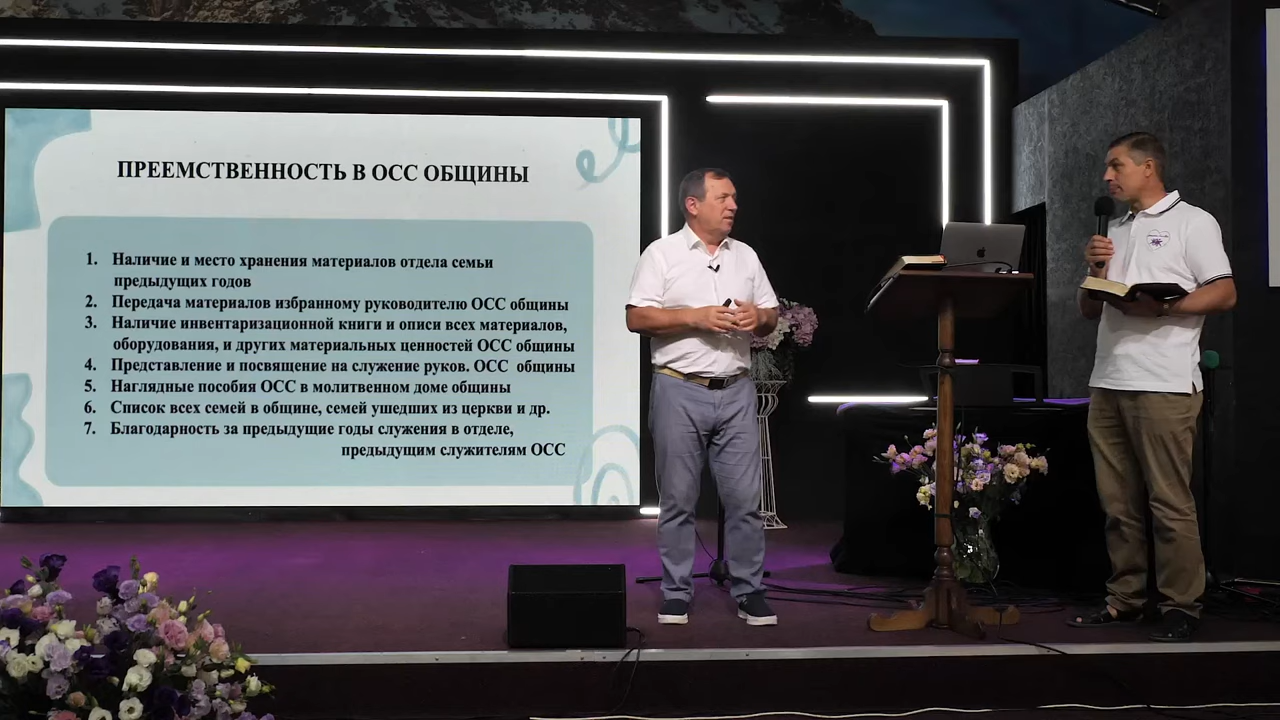 ПРЕЕМСТВЕННОСТЬ В ОСС ОБЩИНЫ
1. Наличие и место хранения материалов отдела семьи
предыдущих годов
2. Передача материалов избранному руководителю ОСС общины
3. Наличие инвентаризационной книги и описи всех материалов,
оборудования, и других материальных ценностей ОСС общины
4. Представление и посвящение на служение руков. ОСС общины
5. Наглядные пособия ОСС в молитвенном доме общины
6. Список всех семей в общине, семей ушедших из церкви и др.
7. Благодарность за предыдущие годы служения в отделе,
предыдущим служителям ОСС